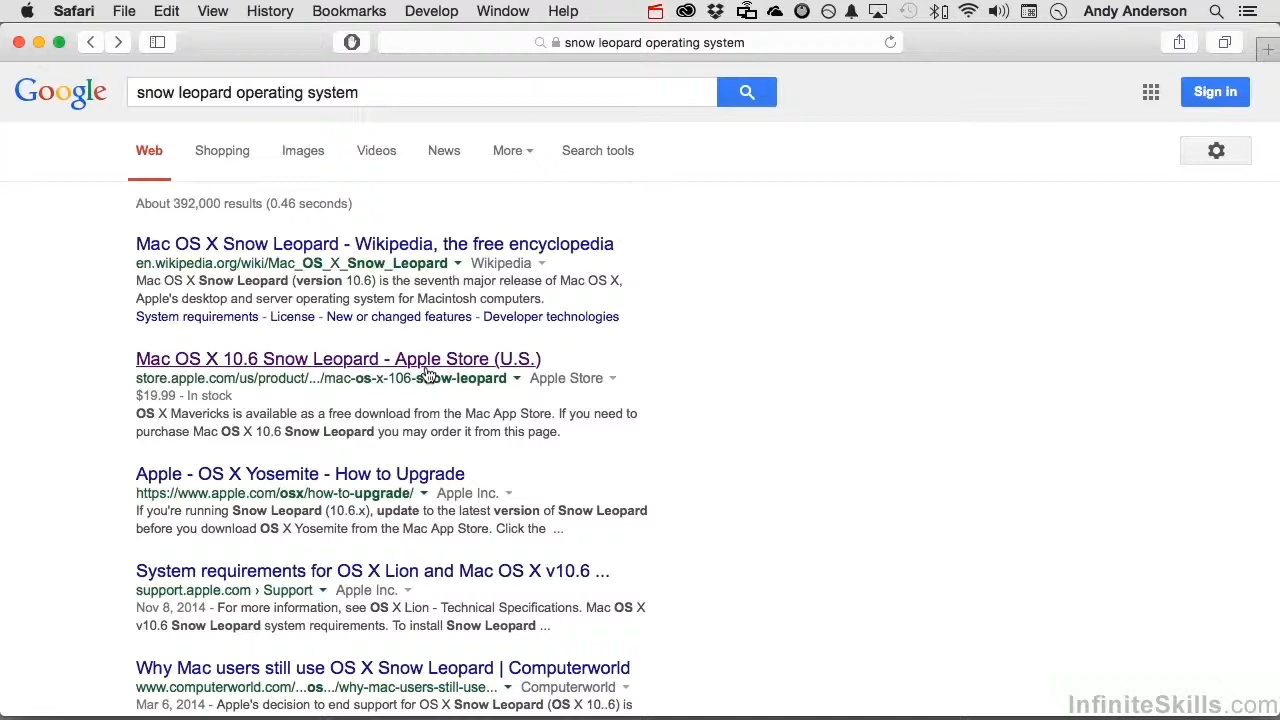 Safari File Edit View History Bookmarks Develop Window Help Andy Anderson
snow leopard operating system
Google snow leopard operating system Sign in
Web Shopping Images Videos News More Search tools
About 392,000 results (0.46 seconds)
Mac OS X Snow Leopard - Wikipedia, the free encyclopedia
en.wikipedia.org/wiki/Mac_OS_X_Snow_Leopard Wikipedia
Mac OS X Snow Leopard (version 10.6) is the seventh major release of Mac OS X,
Apple's desktop and server operating system for Macintosh computers.
System requirements - License - New or changed features - Developer technologies
Mac OS X 10.6 Snow Leopard - Apple Store (U.S.)
store.apple.com/us/product/.../mac-os-x-106-snow-leopard Apple Store
$19.99 - In stock
OS X Mavericks is available as a free download from the Mac App Store. If you need to
purchase Mac OS X 10.6 Snow Leopard you may order it from this page.
Apple - OS X Yosemite - How to Upgrade
https://www.apple.com/osx/how-to-upgrade/ Apple Inc.
If you're running Snow Leopard (10.6.x), update to the latest version of Snow Leopard
before you download OS X Yosemite from the Mac App Store. Click the ...
System requirements for OS X Lion and Mac OS X v10.6 ...
support.apple.com › Support Apple Inc.
Nov 8, 2014 - For more information, see OS X Lion - Technical Specifications. Mac OS X
v10.6 Snow Leopard system requirements. To install Snow Leopard ...
Why Mac users still use OS X Snow Leopard | Computerworld
www.computerworld.com/...os.../why-mac-users-still-use... Computerworld
Mar 6, 2014 - Apple's decision to end support for OS X Snow Leopard (OS X 10..6) is
InfiniteSkills.com